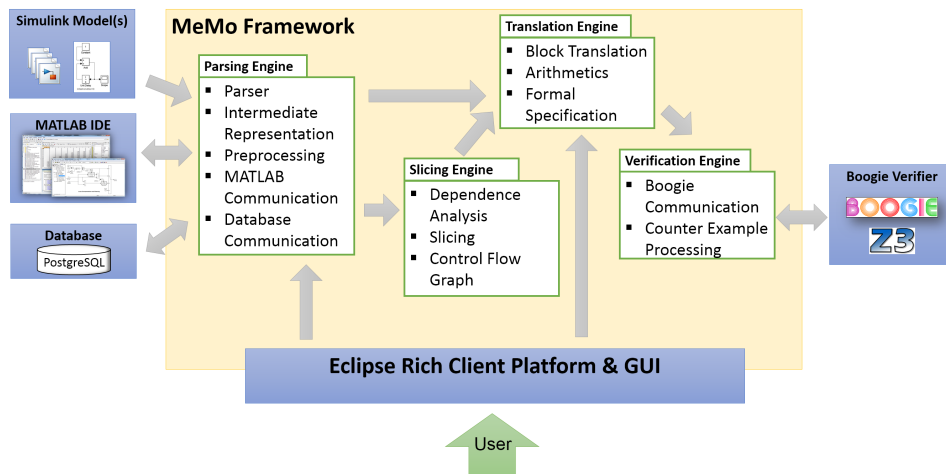 Simulink Model(s)
MATLAB IDE
Database
PostgreSQL
MeMo Framework
Parsing Engine
▪ Parser
▪ Intermediate
Representation
▪ Preprocessing
▪ MATLAB
Communication
▪ Database
Communication
Slicing Engine
▪ Dependence
Analysis
▪ Slicing
▪ Control Flow
Graph
Translation Engine
▪ Block Translation
▪ Arithmetics
▪ Formal
Specification
Verification Engine
▪ Boogie
Communication
▪ Counter Example
Processing
Boogie Verifier
BOOGIE
Z3
Eclipse Rich Client Platform & GUI
User